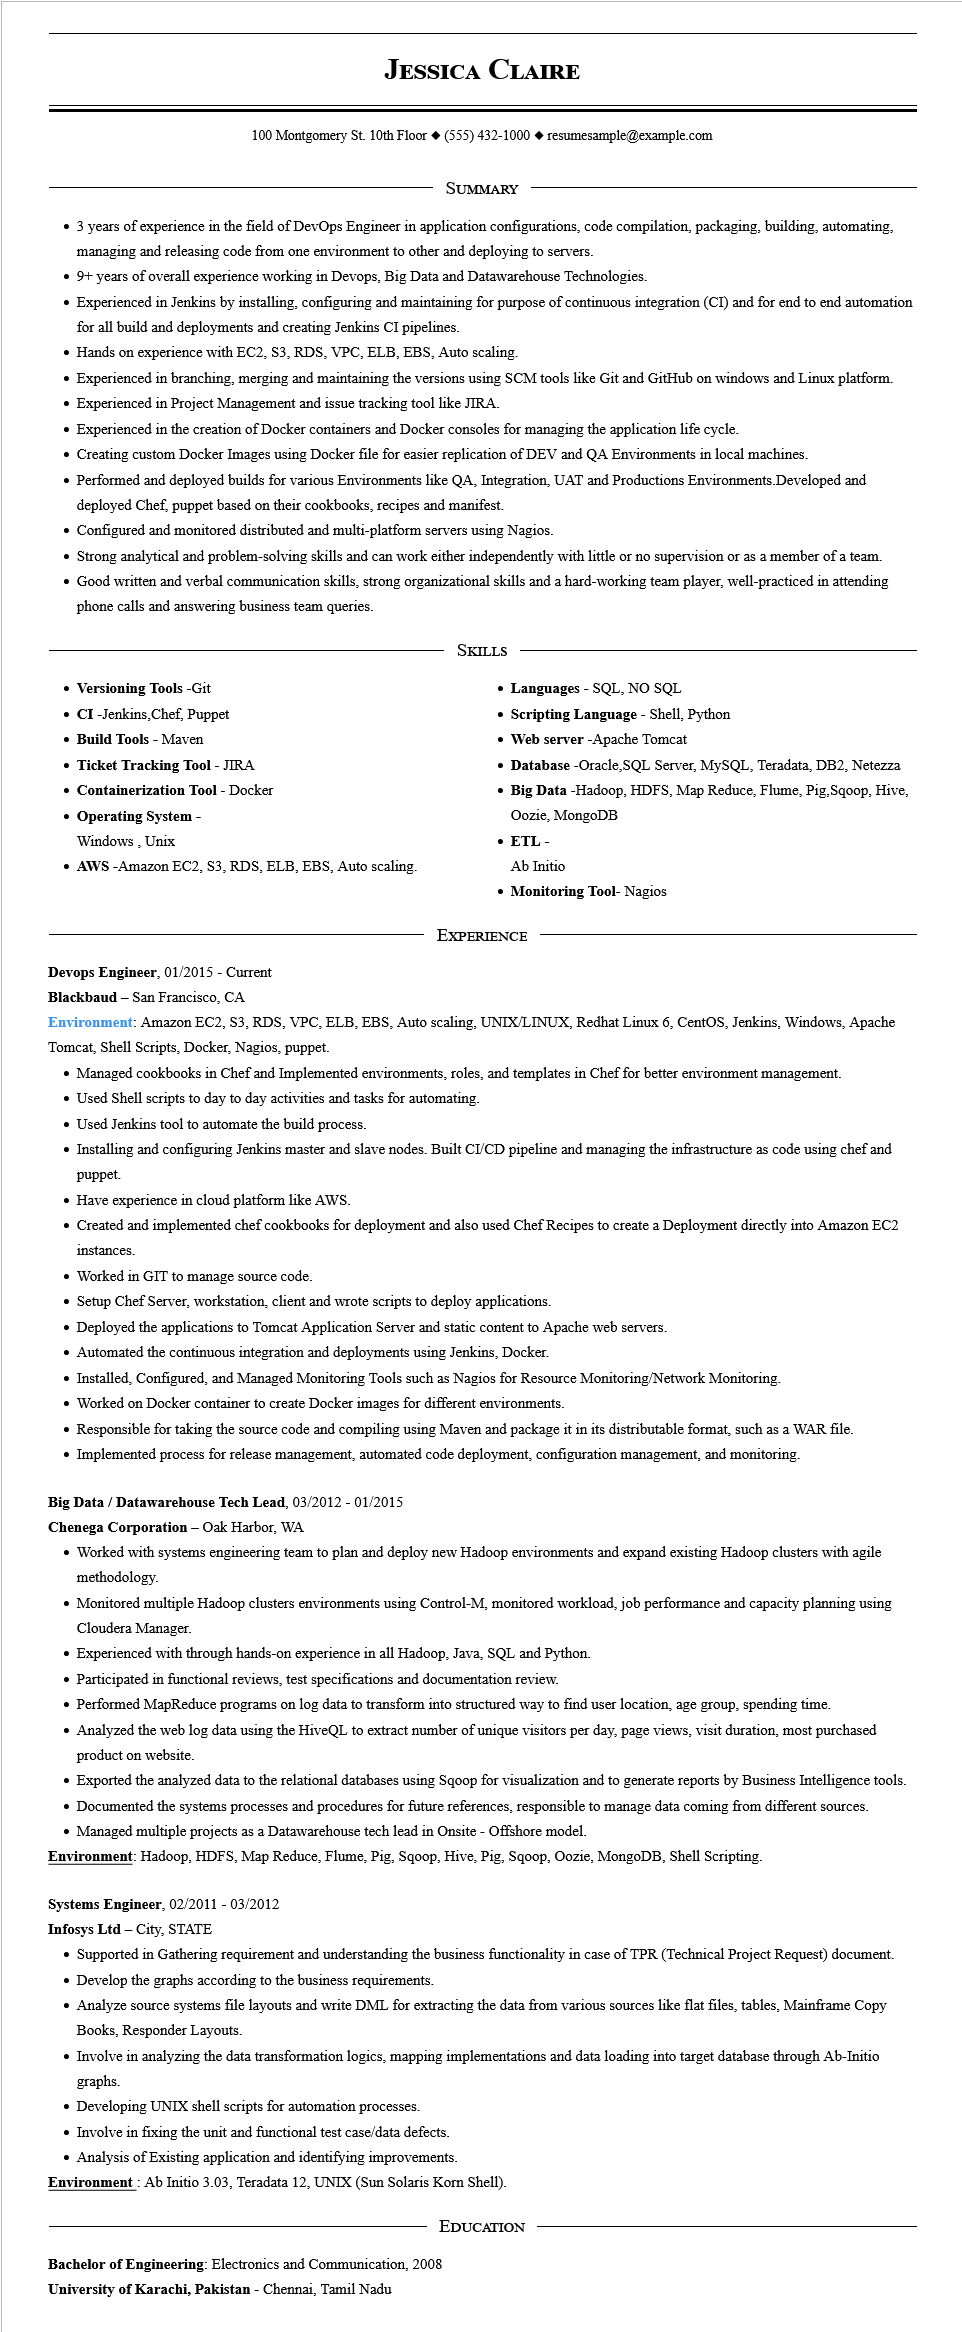 Jessica Claire
100 Montgomery St. 10th Floor ◆ (555) 432-1000 ◆ resumesample@example.com
Summary
• 3 years of experience in the field of DevOps Engineer in application configurations, code compilation, packaging, building, automating,
managing and releasing code from one environment to other and deploying to servers.
• 9+ years of overall experience working in Devops, Big Data and Datawarehouse Technologies.
• Experienced in Jenkins by installing, configuring and maintaining for purpose of continuous integration (CI) and for end to end automation
for all build and deployments and creating Jenkins CI pipelines.
• Hands on experience with EC2, S3, RDS, VPC, ELB, EBS, Auto scaling.
• Experienced in branching, merging and maintaining the versions using SCM tools like Git and GitHub on windows and Linux platform.
• Experienced in Project Management and issue tracking tool like JIRA.
• Experienced in the creation of Docker containers and Docker consoles for managing the application life cycle.
• Creating custom Docker Images using Docker file for easier replication of DEV and QA Environments in local machines.
• Performed and deployed builds for various Environments like QA, Integration, UAT and Productions Environments.Developed and
deployed Chef, puppet based on their cookbooks, recipes and manifest.
• Configured and monitored distributed and multi-platform servers using Nagios.
• Strong analytical and problem-solving skills and can work either independently with little or no supervision or as a member of a team.
• Good written and verbal communication skills, strong organizational skills and a hard-working team player, well-practiced in attending
phone calls and answering business team queries.
Skills
• Versioning Tools -Git
• CI -Jenkins,Chef, Puppet
• Build Tools - Maven
• Ticket Tracking Tool - JIRA
• Containerization Tool - Docker
• Operating System -
Windows , Unix
• AWS -Amazon EC2, S3, RDS, ELB, EBS, Auto scaling.
• Languages - SQL, NO SQL
• Scripting Language - Shell, Python
• Web server -Apache Tomcat
• Database -Oracle,SQL Server, MySQL, Teradata, DB2, Netezza
• Big Data -Hadoop, HDFS, Map Reduce, Flume, Pig,Sqoop, Hive,
Oozie, MongoDB
• ETL -
Ab Initio
• Monitoring Tool- Nagios
Experience
Devops Engineer, 01/2015 - Current
Blackbaud – San Francisco, CA
Environment: Amazon EC2, S3, RDS, VPC, ELB, EBS, Auto scaling, UNIX/LINUX, Redhat Linux 6, CentOS, Jenkins, Windows, Apache
Tomcat, Shell Scripts, Docker, Nagios, puppet.
• Managed cookbooks in Chef and Implemented environments, roles, and templates in Chef for better environment management.
• Used Shell scripts to day to day activities and tasks for automating.
• Used Jenkins tool to automate the build process.
• Installing and configuring Jenkins master and slave nodes. Built CI/CD pipeline and managing the infrastructure as code using chef and
puppet.
• Have experience in cloud platform like AWS.
• Created and implemented chef cookbooks for deployment and also used Chef Recipes to create a Deployment directly into Amazon EC2
instances.
• Worked in GIT to manage source code.
• Setup Chef Server, workstation, client and wrote scripts to deploy applications.
• Deployed the applications to Tomcat Application Server and static content to Apache web servers.
• Automated the continuous integration and deployments using Jenkins, Docker.
• Installed, Configured, and Managed Monitoring Tools such as Nagios for Resource Monitoring/Network Monitoring.
• Worked on Docker container to create Docker images for different environments.
• Responsible for taking the source code and compiling using Maven and package it in its distributable format, such as a WAR file.
• Implemented process for release management, automated code deployment, configuration management, and monitoring.
Big Data / Datawarehouse Tech Lead, 03/2012 - 01/2015
Chenega Corporation – Oak Harbor, WA
• Worked with systems engineering team to plan and deploy new Hadoop environments and expand existing Hadoop clusters with agile
methodology.
• Monitored multiple Hadoop clusters environments using Control-M, monitored workload, job performance and capacity planning using
Cloudera Manager.
• Experienced with through hands-on experience in all Hadoop, Java, SQL and Python.
• Participated in functional reviews, test specifications and documentation review.
• Performed MapReduce programs on log data to transform into structured way to find user location, age group, spending time.
• Analyzed the web log data using the HiveQL to extract number of unique visitors per day, page views, visit duration, most purchased
product on website.
• Exported the analyzed data to the relational databases using Sqoop for visualization and to generate reports by Business Intelligence tools.
• Documented the systems processes and procedures for future references, responsible to manage data coming from different sources.
• Managed multiple projects as a Datawarehouse tech lead in Onsite - Offshore model.
Environment: Hadoop, HDFS, Map Reduce, Flume, Pig, Sqoop, Hive, Pig, Sqoop, Oozie, MongoDB, Shell Scripting.
Systems Engineer, 02/2011 - 03/2012
Infosys Ltd – City, STATE
• Supported in Gathering requirement and understanding the business functionality in case of TPR (Technical Project Request) document.
• Develop the graphs according to the business requirements.
• Analyze source systems file layouts and write DML for extracting the data from various sources like flat files, tables, Mainframe Copy
Books, Responder Layouts.
• Involve in analyzing the data transformation logics, mapping implementations and data loading into target database through Ab-Initio
graphs.
• Developing UNIX shell scripts for automation processes.
• Involve in fixing the unit and functional test case/data defects.
• Analysis of Existing application and identifying improvements.
Environment : Ab Initio 3.03, Teradata 12, UNIX (Sun Solaris Korn Shell).
Education
Bachelor of Engineering: Electronics and Communication, 2008
University of Karachi, Pakistan - Chennai, Tamil Nadu